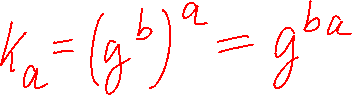 K_a = (g^b)^a = g^{ba}